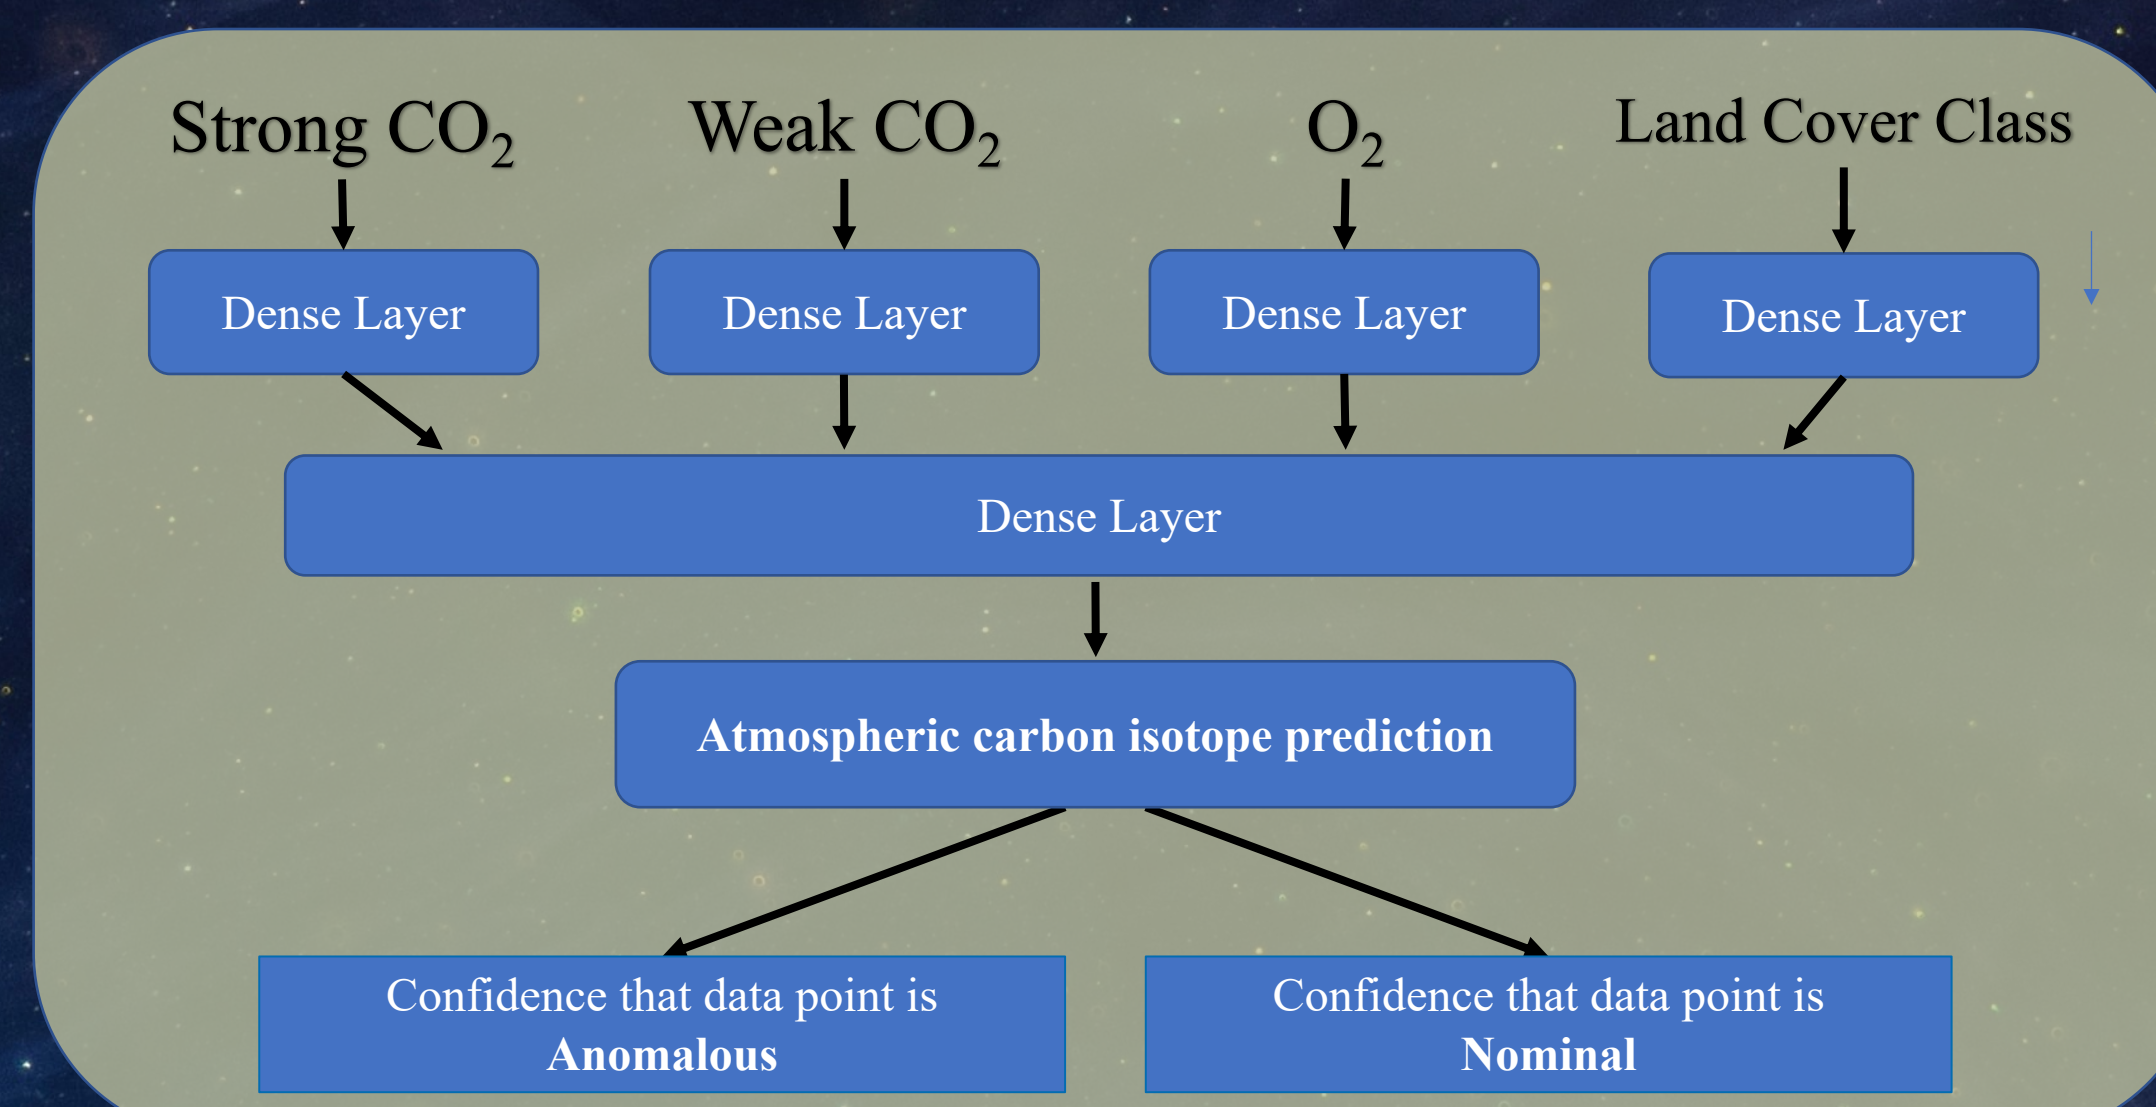 Strong CO₂
Weak CO₂
O₂
Land Cover Class
Dense Layer
Dense Layer
Dense Layer
Dense Layer
Dense Layer
Atmospheric carbon isotope prediction
Confidence that data point is
Anomalous
Confidence that data point is
Nominal